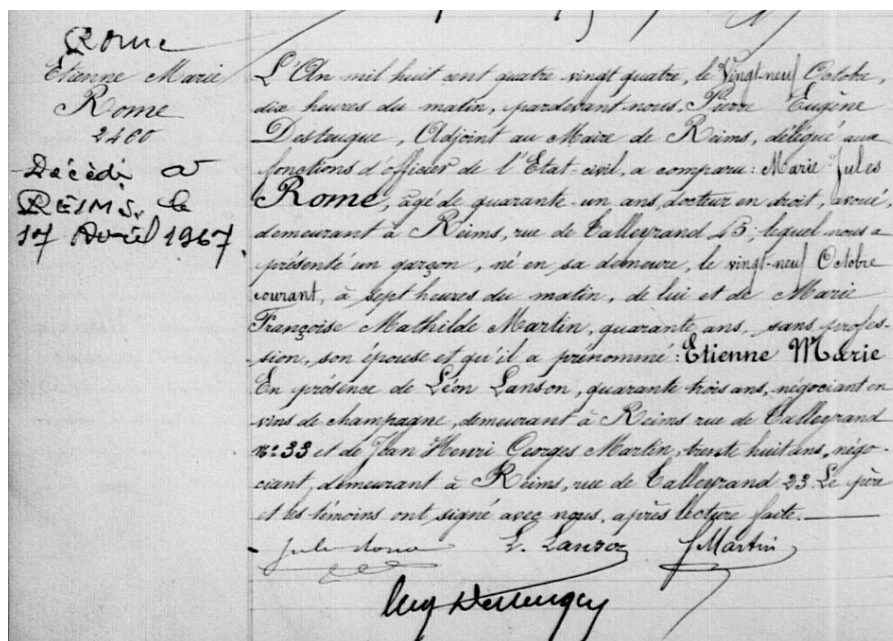 Rome
Etienne Marie
Rome
2460
Décédé à
REIMS, le
17 Avril 1967.
L'An mil huit cent quatre vingt quatre, le Vingt-neuf Octobre,
dix heures du matin, pardevant nous, Pierre Eugène
Desteuque, Adjoint au Maire de Reims, délégué aux
fonctions d'officier de l'Etat-civil, a comparu: Marie Jules
Rome, âgé de quarante un ans, docteur en droit, avoué,
demeurant à Reims, rue de Talleyrand; lequel nous a
présenté un garçon, né en sa demeure, le vingt-neuf Octobre
courant, à sept heures du matin, de lui et de Marie
Françoise Mathilde Martin, quarante ans, sans profes-
sion, son épouse et qu'il a prénommé: Etienne Marie
En présence de Léon Lanson, quarante trois ans, négociant en
vins de champagne, demeurant à Reims rue de Talleyrand
n° 33 et de Jean Henri Georges Martin, trente huit ans, négo-
ciant, demeurant à Reims, rue de Talleyrand 23. Le père
et les témoins ont signé avec nous, après lecture faite.
Jules Rome L. Lanson J Martin